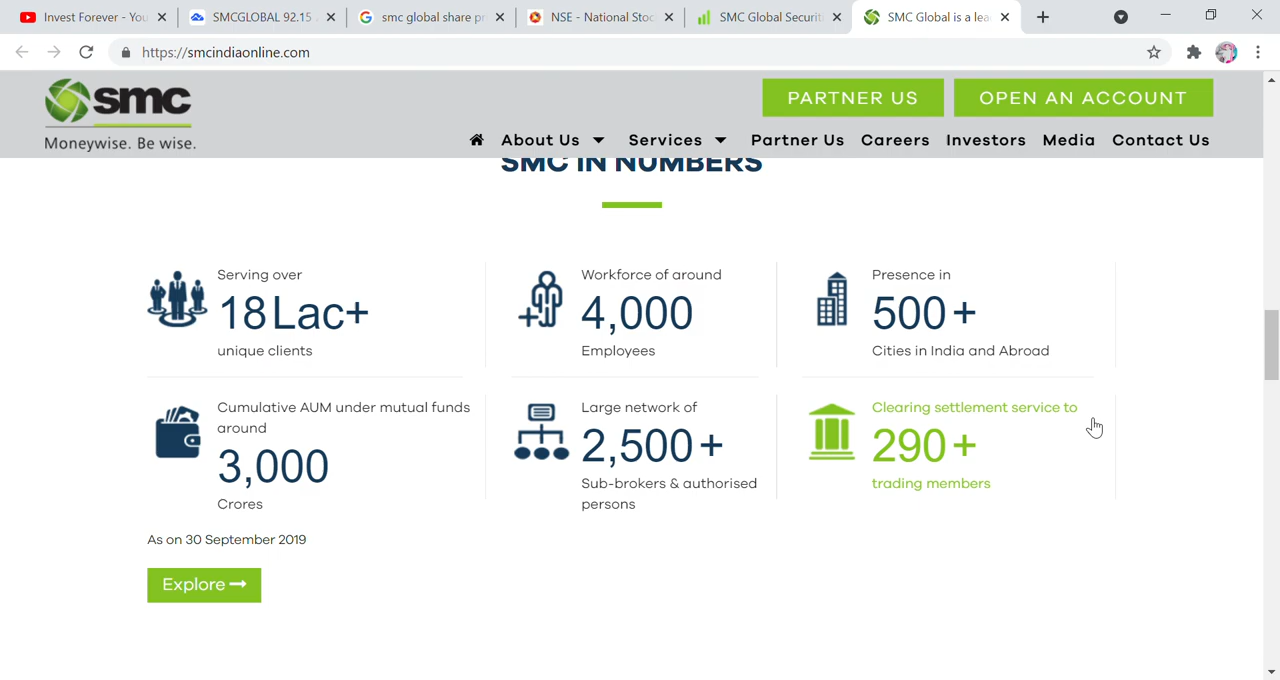 Invest Forever - You
SMCGLOBAL 92.15
smc global share pr
NSE - National Stoc
SMC Global Securiti
SMC Global is a lea
https://smcindiaonline.com
smc
Moneywise. Be wise.
PARTNER US
OPEN AN ACCOUNT
About Us
Services
Partner Us
Careers
Investors
Media
Contact Us
SMC IN NUMBERS
Serving over
18 Lac+
unique clients
Workforce of around
4,000
Employees
Presence in
500 +
Cities in India and Abroad
Cumulative AUM under mutual funds
around
3,000
Crores
Large network of
2,500 +
Sub-brokers & authorised
persons
Clearing settlement service to
290 +
trading members
As on 30 September 2019
Explore